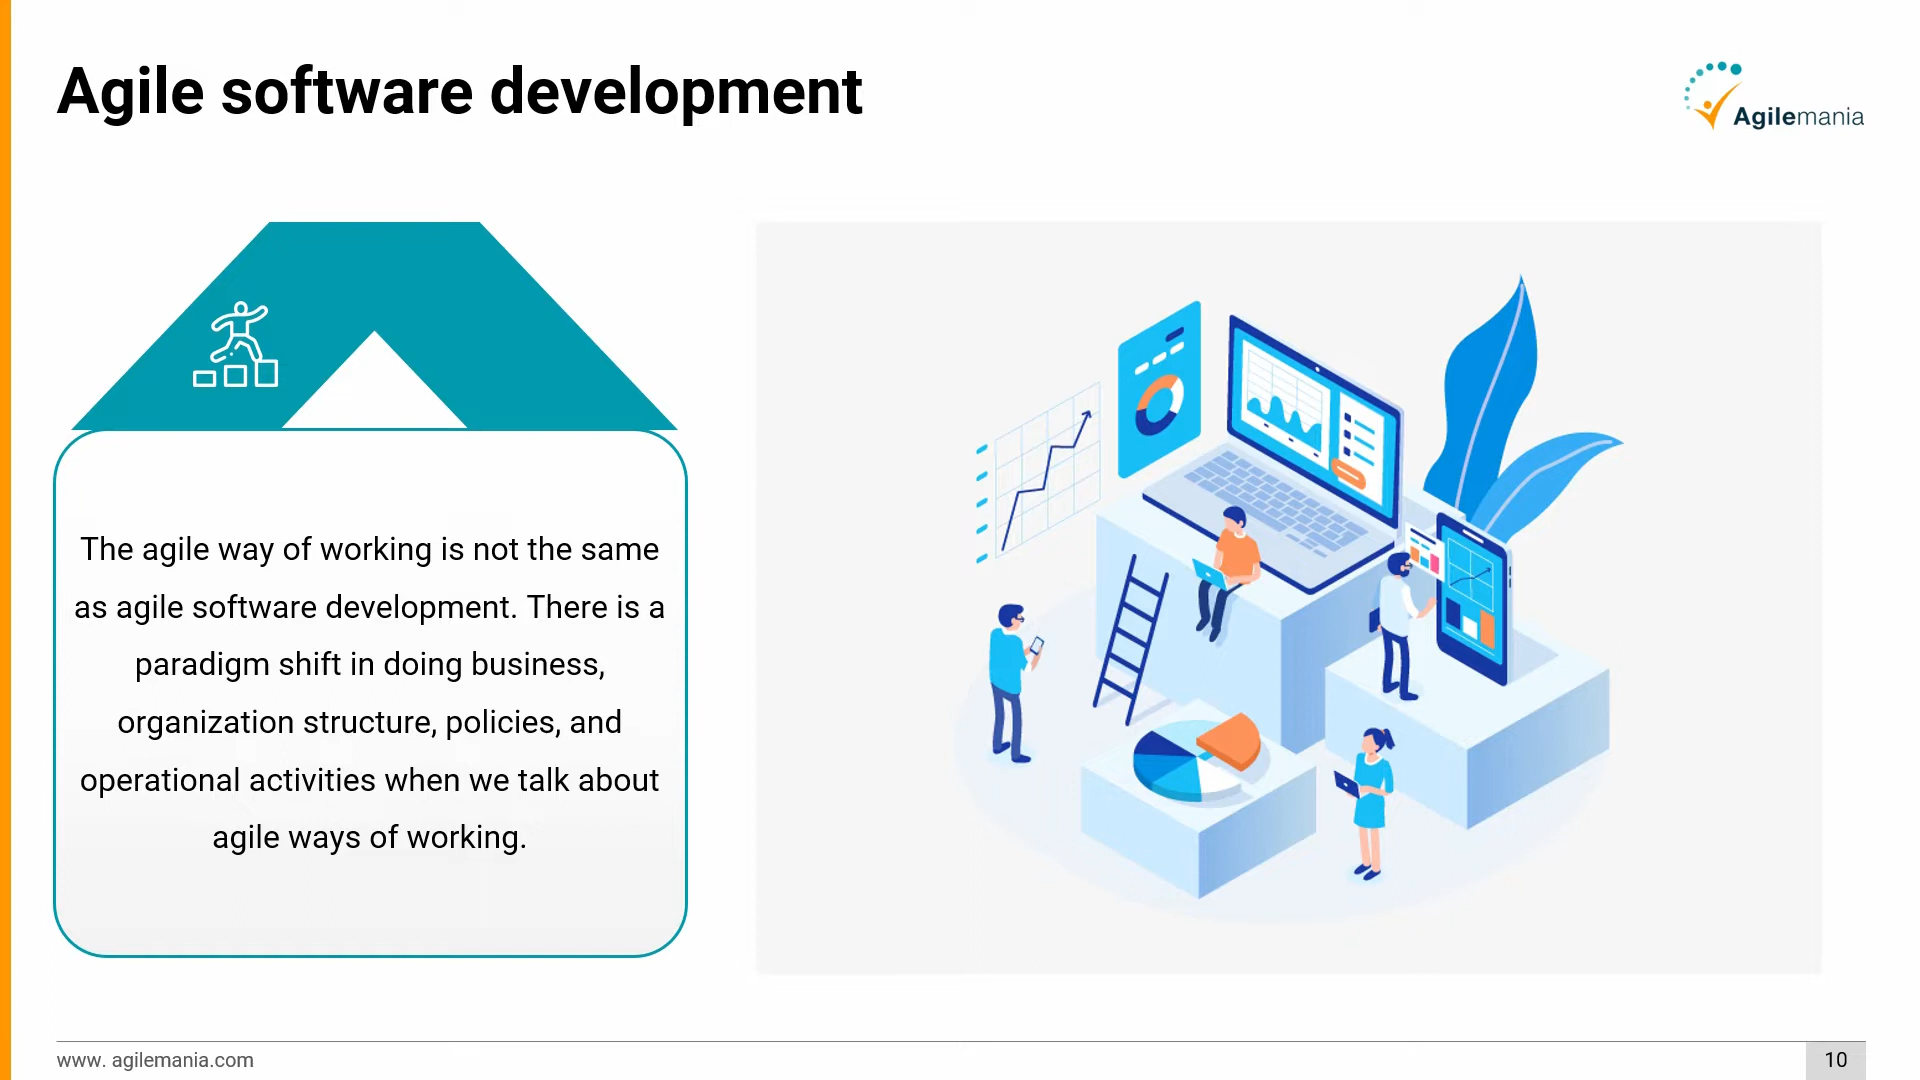 Agile software development
Agilemania
The agile way of working is not the same
as agile software development. There is a
paradigm shift in doing business,
organization structure, policies, and
operational activities when we talk about
agile ways of working.
www. agilemania.com
10